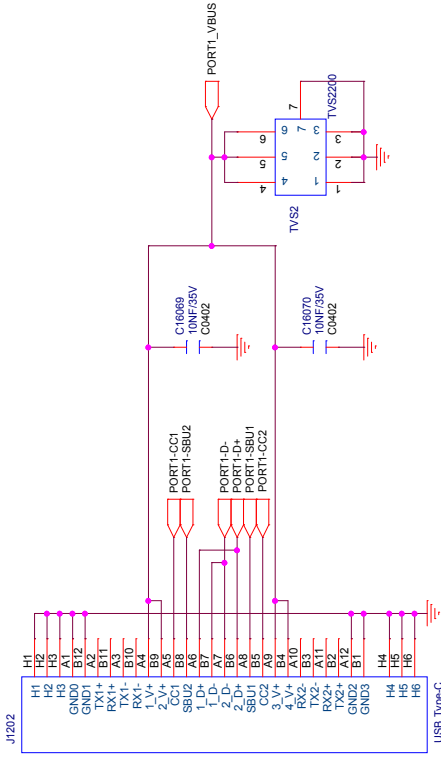 J1202
H1
H2
H3
A1
B12
A2
B11
A3
B10
A4
B9
A5
B8
A6
B7
A7
B6
A8
B5
A9
B4
A10
B3
A11
B2
A12
B1
H4
H5
H6
H1
H2
H3
GND0
GND1
TX1+
RX1+
TX1-
RX1-
1_V+
2_V+
CC1
SBU2
1_D+
1_D-
2_D-
2_D+
SBU1
CC2
3_V+
4_V+
RX2-
TX2-
RX2+
TX2+
GND2
GND3
H4
H5
H6
USB Type-C
PORT1-CC1
PORT1-SBU2
PORT1-D-
PORT1-D+
PORT1-SBU1
PORT1-CC2
C16069
10NF/35V
C0402
C16070
10NF/35V
C0402
PORT1_VBUS
TVS2
4
5
6
4
5
6
7
7
1
2
3
1
2
3
TVS2200